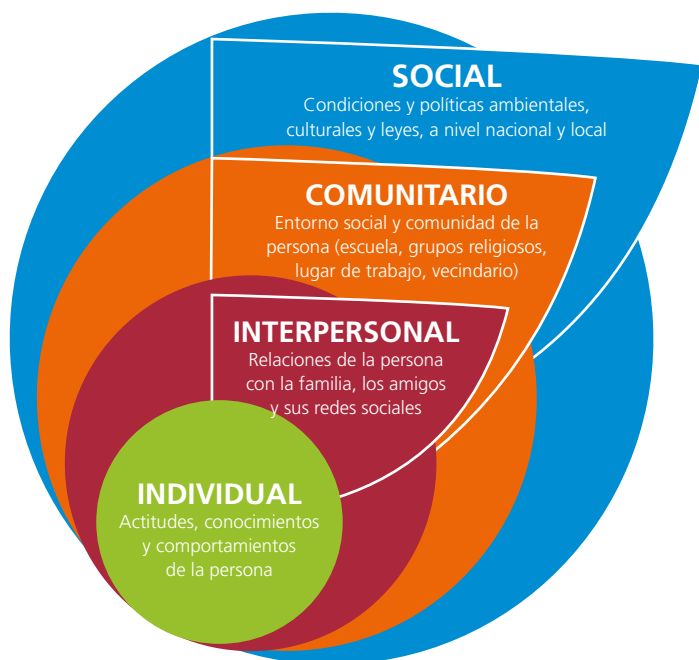 SOCIAL
Condiciones y políticas ambientales,
culturales y leyes, a nivel nacional y local
COMUNITARIO
Entorno social y comunidad de la
persona (escuela, grupos religiosos,
lugar de trabajo, vecindario)
INTERPERSONAL
Relaciones de la persona
con la familia, los amigos
y sus redes sociales
INDIVIDUAL
Actitudes, conocimientos
y comportamientos
de la persona